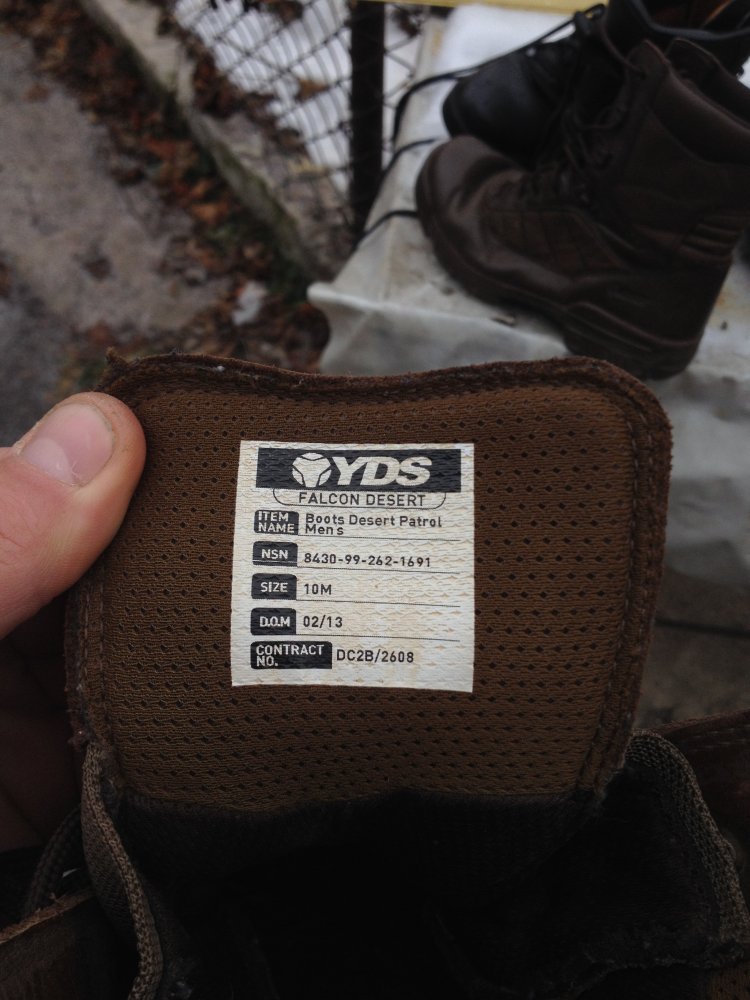 YDS
FALCON DESERT
ITEM NAME Boots Desert Patrol Men s
NSN 8430-99-262-1691
SIZE 10M
D.O.M 02/13
CONTRACT NO. DC2B/2608